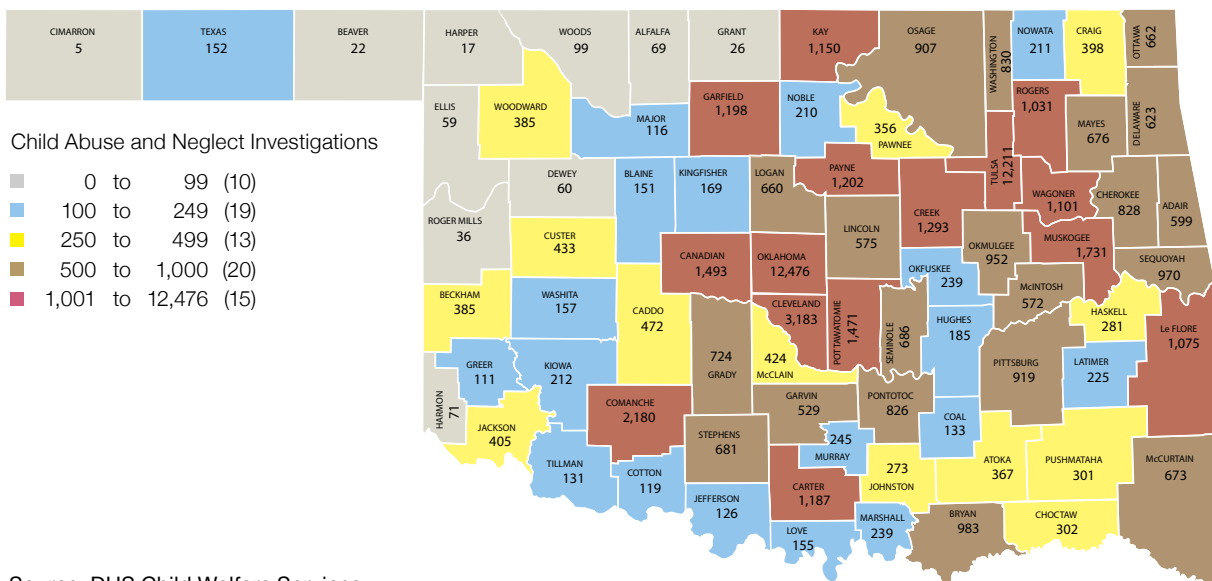 CIMARRON
5
TEXAS
152
BEAVER
22
HARPER
17
WOODS
99
ALFALFA
69
GRANT
26
KAY
1,150
OSAGE
907
WASHINGTON
830
NOWATA
211
CRAIG
398
OTTAWA
662
ELLIS
59
WOODWARD
385
MAJOR
116
GARFIELD
1,198
NOBLE
210
356
PAWNEE
ROGERS
1,031
MAYES
676
DELAWARE
623
Child Abuse and Neglect Investigations
0 to 99 (10)
100 to 249 (19)
250 to 499 (13)
500 to 1,000 (20)
1,001 to 12,476 (15)
DEWEY
60
BLAINE
151
KINGFISHER
169
LOGAN
660
PAYNE
1,202
TULSA
12,211
WAGONER
1,101
CHEROKEE
828
ADAIR
599
ROGER MILLS
36
CUSTER
433
CANADIAN
1,493
OKLAHOMA
12,476
LINCOLN
575
CREEK
1,293
OKMULGEE
952
MUSKOGEE
1,731
SEQUOYAH
970
BECKHAM
385
WASHITA
157
CADDO
472
CLEVELAND
3,183
POTTAWATOMIE
1,471
SEMINOLE
686
OKFUSKEE
239
McINTOSH
572
HASKELL
281
Le FLORE
1,075
HUGHES
185
PITTSBURG
919
LATIMER
225
GREER
111
KIOWA
212
724
GRADY
424
McCLAIN
HARMON
71
JACKSON
405
COMANCHE
2,180
GARVIN
529
PONTOTOC
826
COAL
133
STEPHENS
681
245
MURRAY
TILLMAN
131
COTTON
119
JEFFERSON
126
CARTER
1,187
273
JOHNSTON
ATOKA
367
PUSHMATAHA
301
McCURTAIN
673
LOVE
155
MARSHALL
239
BRYAN
983
CHOCTAW
302
Source: DHS Child Welfare Services